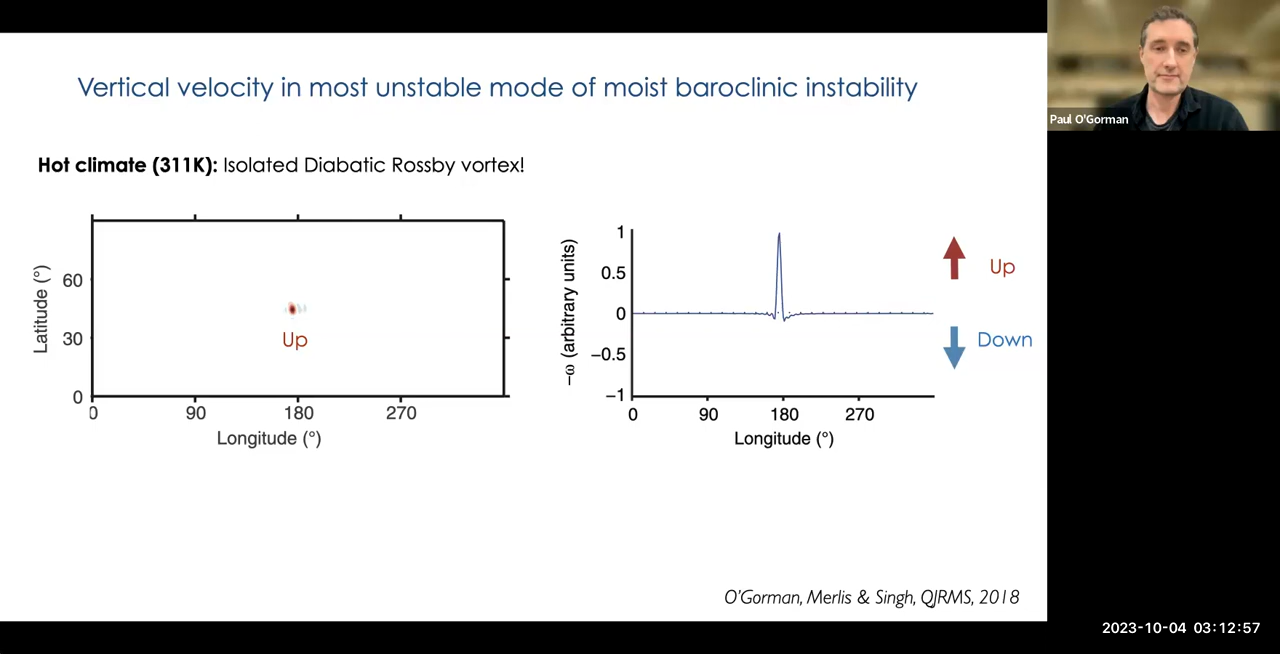 Vertical velocity in most unstable mode of moist baroclinic instability
Paul O'Gorman
Hot climate (311K): Isolated Diabatic Rossby vortex!
Latitude (°)
60
30
0
Up
0 90 180 270
Longitude (°)
−ω (arbitrary units)
1
0.5
0
−0.5
−1
0 90 180 270
Longitude (°)
Up
Down
O'Gorman, Merlis & Singh, QJRMS, 2018
2023-10-04 03:12:57